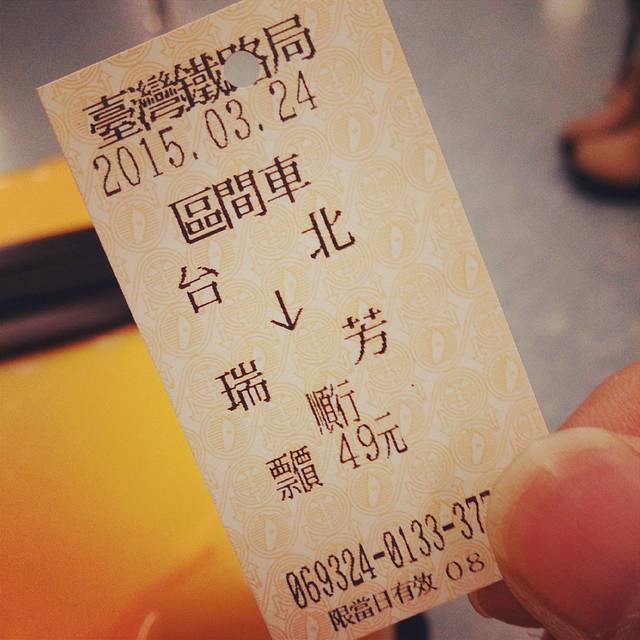 臺灣鐵路局
2015.03.24
區間車
台 北
↓
瑞 芳
順行
票價 49元
069324-0133-37
限當日有效 08